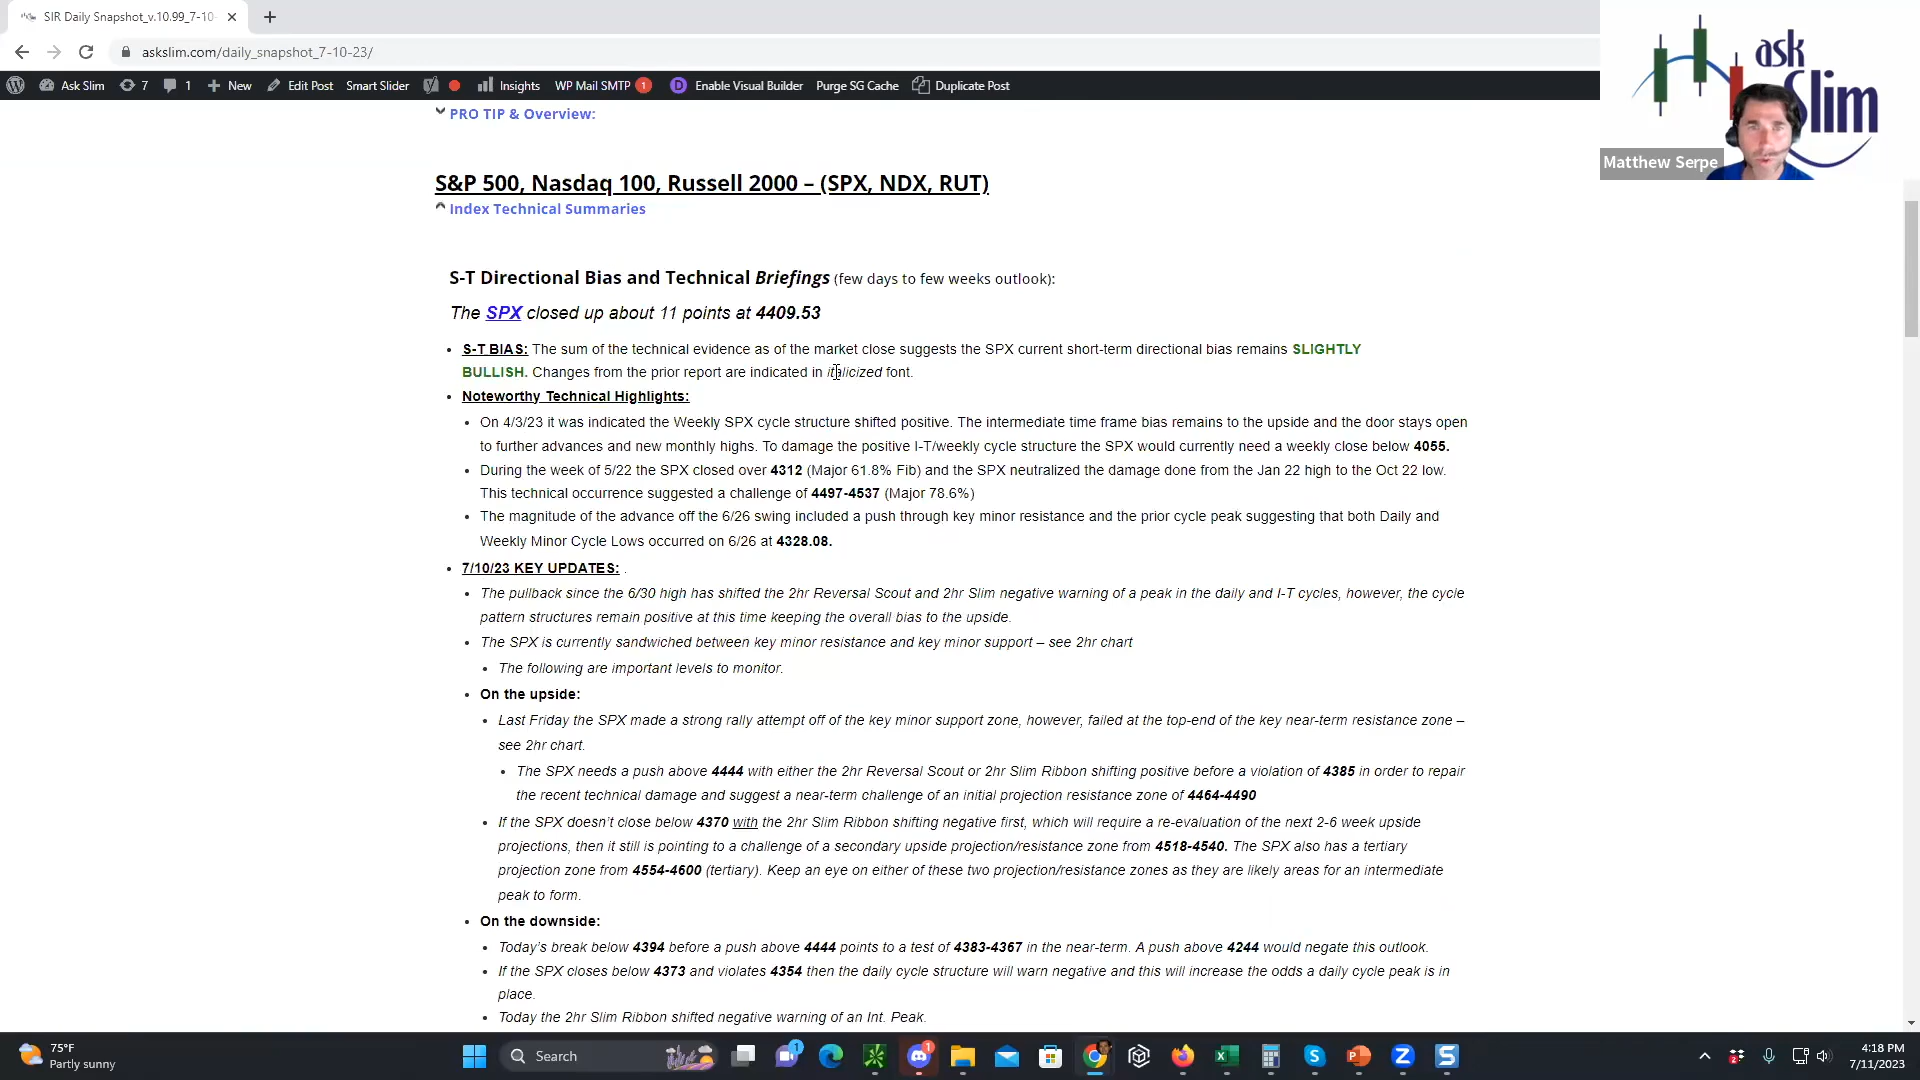 SIR Daily Snapshot_v.10.99_7-10-
askslim.com/daily_snapshot_7-10-23/
Ask Slim 7 1 New Edit Post Smart Slider Insights WP Mail SMTP 1 Enable Visual Builder Purge SG Cache Duplicate Post
ask
Slim
Matthew Serpe
PRO TIP & Overview:
S&P 500, Nasdaq 100, Russell 2000 – (SPX, NDX, RUT)
Index Technical Summaries
S-T Directional Bias and Technical Briefings (few days to few weeks outlook):
The SPX closed up about 11 points at 4409.53
S-T BIAS: The sum of the technical evidence as of the market close suggests the SPX current short-term directional bias remains SLIGHTLY
BULLISH. Changes from the prior report are indicated in italicized font.
Noteworthy Technical Highlights:
On 4/3/23 it was indicated the Weekly SPX cycle structure shifted positive. The intermediate time frame bias remains to the upside and the door stays open
to further advances and new monthly highs. To damage the positive I-T/weekly cycle structure the SPX would currently need a weekly close below 4055.
During the week of 5/22 the SPX closed over 4312 (Major 61.8% Fib) and the SPX neutralized the damage done from the Jan 22 high to the Oct 22 low.
This technical occurrence suggested a challenge of 4497-4537 (Major 78.6%)
The magnitude of the advance off the 6/26 swing included a push through key minor resistance and the prior cycle peak suggesting that both Daily and
Weekly Minor Cycle Lows occurred on 6/26 at 4328.08.
7/10/23 KEY UPDATES: .
The pullback since the 6/30 high has shifted the 2hr Reversal Scout and 2hr Slim negative warning of a peak in the daily and I-T cycles, however, the cycle
pattern structures remain positive at this time keeping the overall bias to the upside.
The SPX is currently sandwiched between key minor resistance and key minor support – see 2hr chart
The following are important levels to monitor.
On the upside:
Last Friday the SPX made a strong rally attempt off of the key minor support zone, however, failed at the top-end of the key near-term resistance zone –
see 2hr chart.
The SPX needs a push above 4444 with either the 2hr Reversal Scout or 2hr Slim Ribbon shifting positive before a violation of 4385 in order to repair
the recent technical damage and suggest a near-term challenge of an initial projection resistance zone of 4464-4490
If the SPX doesn't close below 4370 with the 2hr Slim Ribbon shifting negative first, which will require a re-evaluation of the next 2-6 week upside
projections, then it still is pointing to a challenge of a secondary upside projection/resistance zone from 4518-4540. The SPX also has a tertiary
projection zone from 4554-4600 (tertiary). Keep an eye on either of these two projection/resistance zones as they are likely areas for an intermediate
peak to form.
On the downside:
Today's break below 4394 before a push above 4444 points to a test of 4383-4367 in the near-term. A push above 4244 would negate this outlook.
If the SPX closes below 4373 and violates 4354 then the daily cycle structure will warn negative and this will increase the odds a daily cycle peak is in
place.
Today the 2hr Slim Ribbon shifted negative warning of an Int. Peak.
75°F
Partly sunny
Search
1
1
4:18 PM
7/11/2023